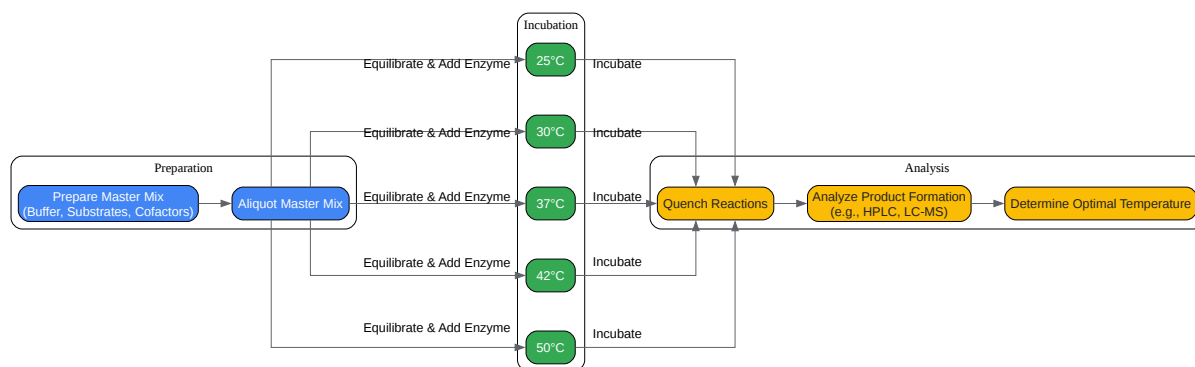 Incubation
25°C
Equilibrate & Add Enzyme
Incubate
30°C
Equilibrate & Add Enzyme
Incubate
Preparation
Analysis
Prepare Master Mix
(Buffer, Substrates, Cofactors)
Aliquot Master Mix
Equilibrate & Add Enzyme
37°C
Incubate
Quench Reactions
Analyze Product Formation
(e.g., HPLC, LC-MS)
Determine Optimal Temperature
Equilibrate & Add Enzyme
42°C
Incubate
Equilibrate & Add Enzyme
50°C
Incubate